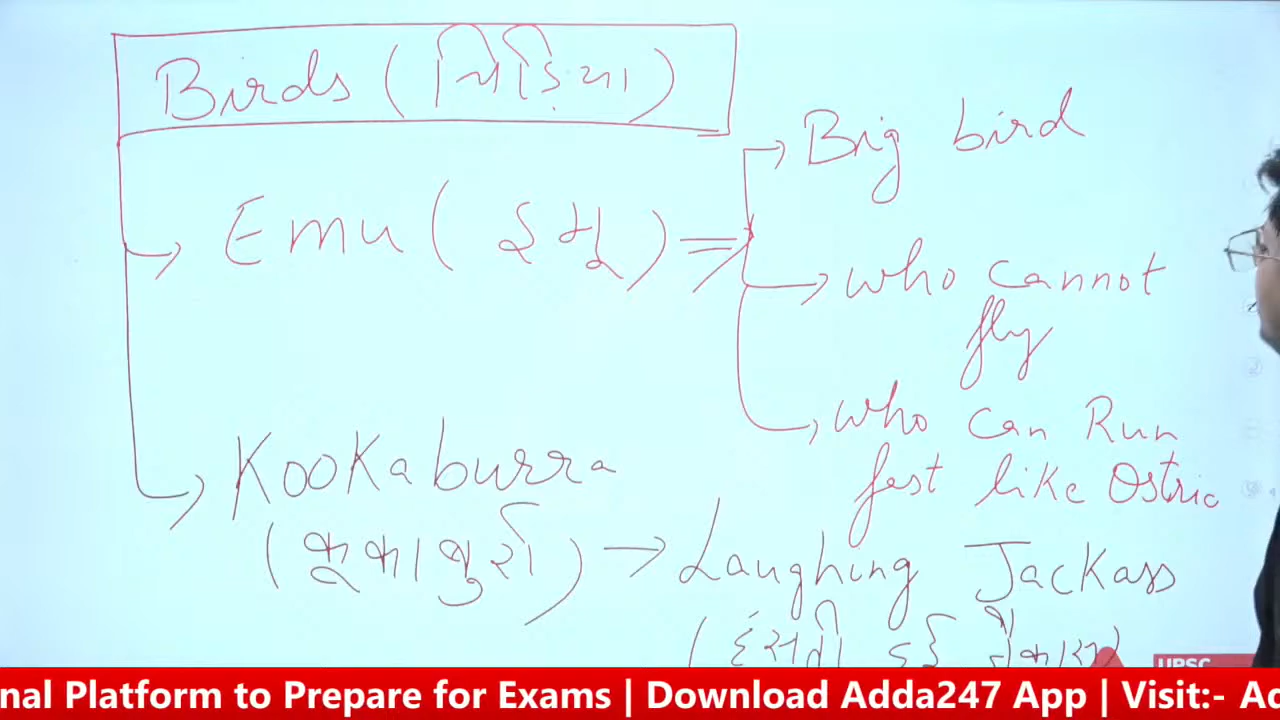 Birds (चिड़िया)
Emu (इमू) =>
Big bird
who cannot
fly
who can Run
fast like Ostric
Kookaburra
(कूकाबुर्रा) → Laughing Jackass
UPSC
nal Platform to Prepare for Exams | Download Adda247 App | Visit:- Ad